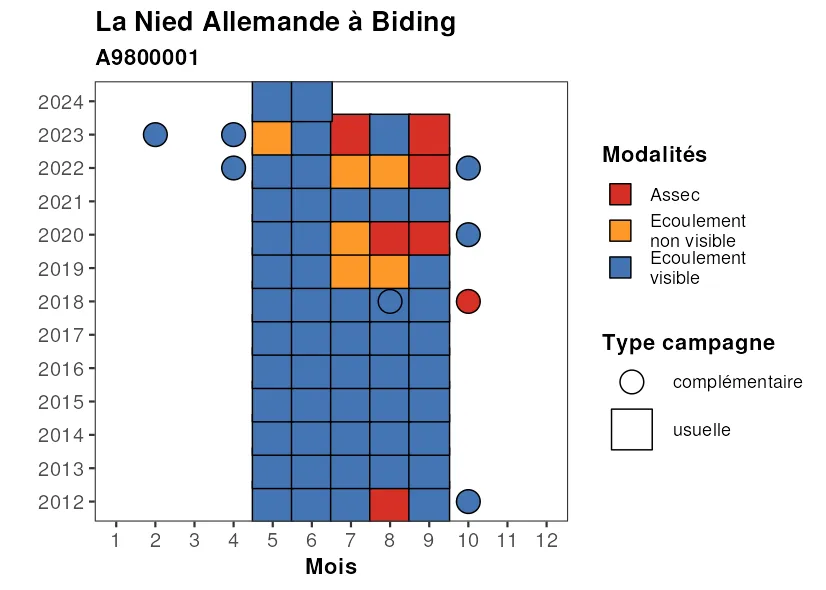 La Nied Allemande à Biding
A9800001
2024
2023
2022
2021
2020
2019
2018
2017
2016
2015
2014
2013
2012
1 2 3 4 5 6 7 8 9 10 11 12
Mois
Modalités
Assec
Ecoulement
non visible
Ecoulement
visible
Type campagne
complémentaire
usuelle